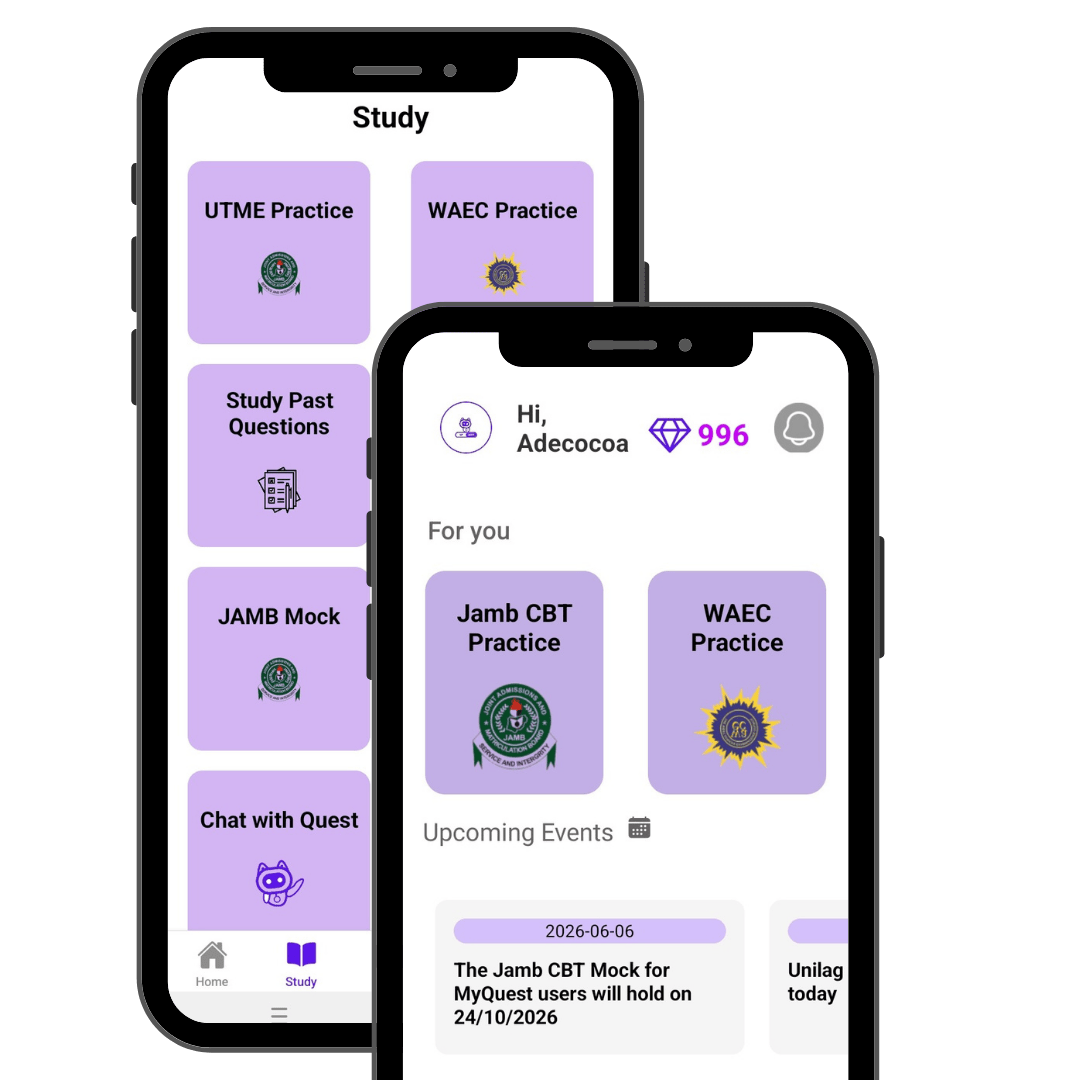 Study
UTME Practice
WAEC Practice
Study Past
Questions
JAMB Mock
Chat with Quest
Home
Study
Hi,
Adecocoa
996
For you
Jamb CBT
Practice
JOINT ADMISSIONS AND
MATRICULATION BOARD
JAMB
SERVICE AND INTERGRITY
WAEC
Practice
Upcoming Events
2026-06-06
The Jamb CBT Mock for
MyQuest users will hold on
24/10/2026
Unilag
today